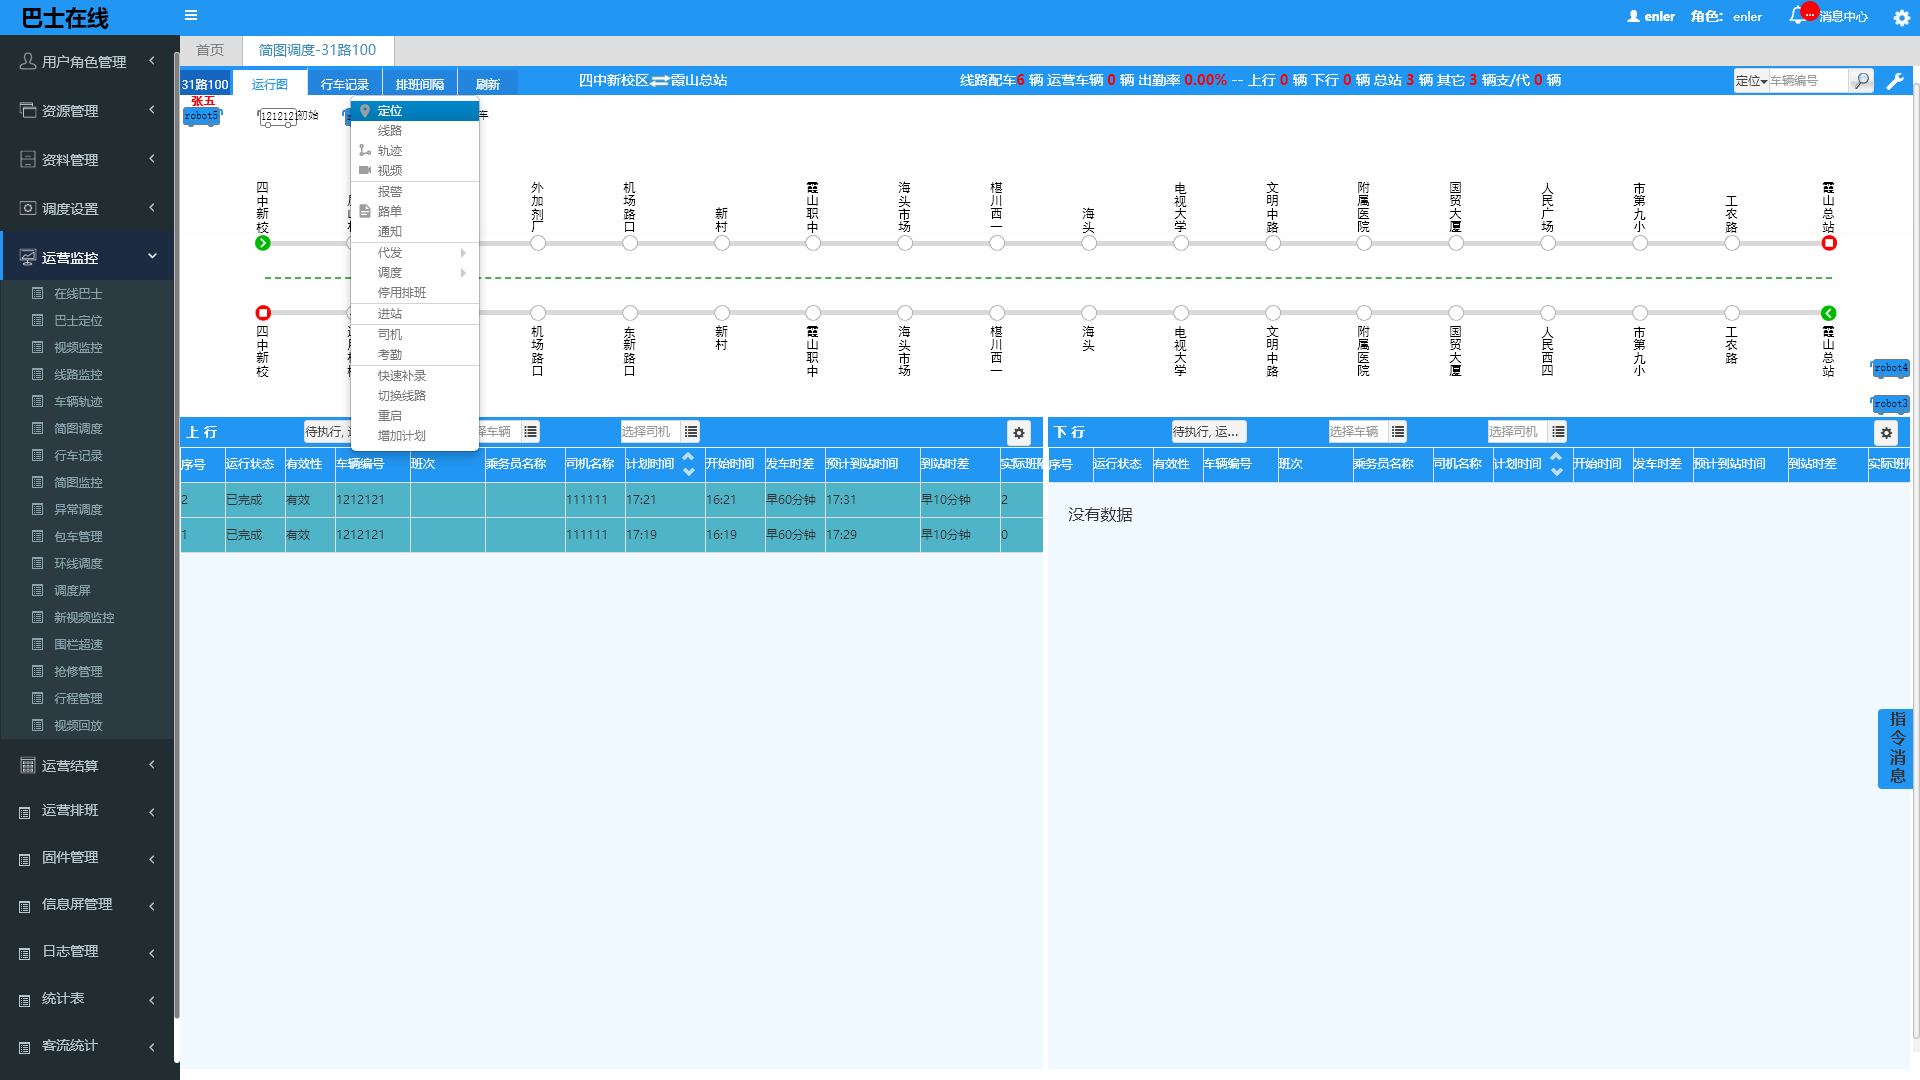 巴士在线
enler 角色: enler ... 消息中心
用户角色管理
资源管理
资料管理
调度设置
运营监控
在线巴士
巴士定位
视频监控
线路监控
车辆轨迹
简图调度
行车记录
简图监控
异常调度
包车管理
环线调度
调度屏
新视频监控
围栏超速
抢修管理
行程管理
视频回放
运营结算
运营排班
固件管理
信息屏管理
日志管理
统计表
客流统计
首页 简图调度-31路100
31路100 运行图 行车记录 排班间隔 刷新
四中新校区 霞山总站
线路配车6 辆 运营车辆 0 辆 出勤率 0.00% -- 上行 0 辆 下行 0 辆 总站 3 辆 其它 3 辆支/代 0 辆
定位 车辆编号
张五
robot5
1212121 初始
车
定位
线路
轨迹
视频
报警
路单
通知
代发
调度
停用排班
进站
司机
考勤
快速补录
切换线路
重启
增加计划
四中新校
外加剂厂
机场路口
新村
霞山职中
海头市场
椹川西一
海头
电视大学
文明中路
附属医院
国贸大厦
人民广场
市第九小
工农路
霞山总站
四中新校
机场路口
东新路口
新村
霞山职中
海头市场
椹川西一
海头
电视大学
文明中路
附属医院
国贸大厦
人民西四
市第九小
工农路
霞山总站
robot4
robot3
上行 待执行, 车辆 选择司机
序号 运行状态 有效性 车辆编号 班次 乘务员名称 司机名称 计划时间 开始时间 发车时差 预计到站时间 到站时差 实际班
2 已完成 有效 1212121 111111 17:21 16:21 早60分钟 17:31 早10分钟 2
1 已完成 有效 1212121 111111 17:19 16:19 早60分钟 17:29 早10分钟 0
下行 待执行, 运... 选择车辆 选择司机
序号 运行状态 有效性 车辆编号 班次 乘务员名称 司机名称 计划时间 开始时间 发车时差 预计到站时间 到站时差 实际班
没有数据
指令消息